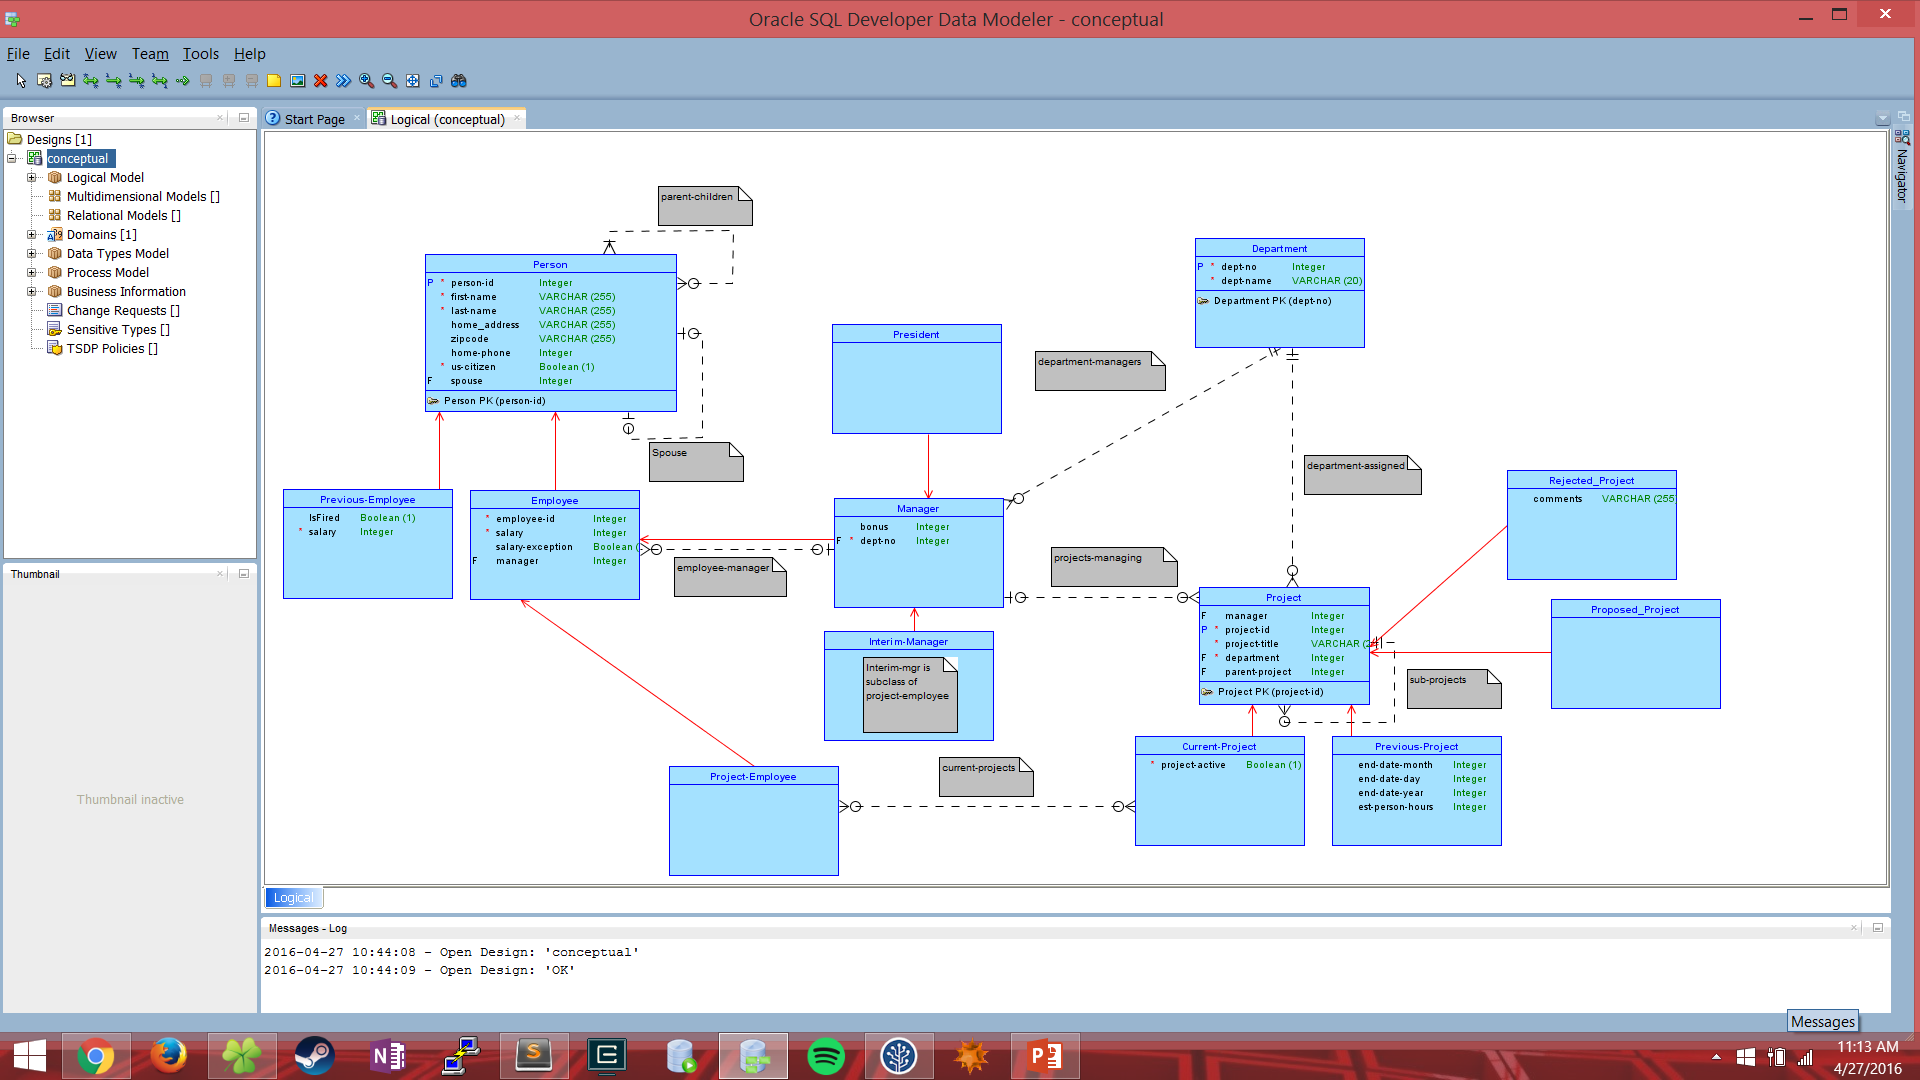 Oracle SQL Developer Data Modeler - conceptual
File Edit View Team Tools Help
Browser
Designs [1]
conceptual
Logical Model
Multidimensional Models []
Relational Models []
Domains [1]
Data Types Model
Process Model
Business Information
Change Requests []
Sensitive Types []
TSDP Policies []
Thumbnail
Thumbnail inactive
Start Page
Logical (conceptual)
Navigator
parent-children
Person
P * person-id Integer
* first-name VARCHAR (255)
* last-name VARCHAR (255)
home_address VARCHAR (255)
zipcode VARCHAR (255)
home-phone Integer
* us-citizen Boolean (1)
F spouse Integer
Person PK (person-id)
Spouse
Department
P * dept-no Integer
* dept-name VARCHAR (20)
Department PK (dept-no)
President
department-managers
department-assigned
Previous-Employee
IsFired Boolean (1)
* salary Integer
Employee
* employee-id Integer
* salary Integer
salary-exception Boolean (
F manager Integer
employee-manager
Manager
bonus Integer
F * dept-no Integer
projects-managing
Rejected_Project
comments VARCHAR (255
Proposed_Project
Project
F manager Integer
P * project-id Integer
* project-title VARCHAR (2
F * department Integer
F parent-project Integer
Project PK (project-id)
sub-projects
Interim-Manager
Interim-mgr is
subclass of
project-employee
Project-Employee
current-projects
Current-Project
* project-active Boolean (1)
Previous-Project
end-date-month Integer
end-date-day Integer
end-date-year Integer
est-person-hours Integer
Logical
Messages - Log
2016-04-27 10:44:08 - Open Design: 'conceptual'
2016-04-27 10:44:09 - Open Design: 'OK'
Messages
11:13 AM
4/27/2016